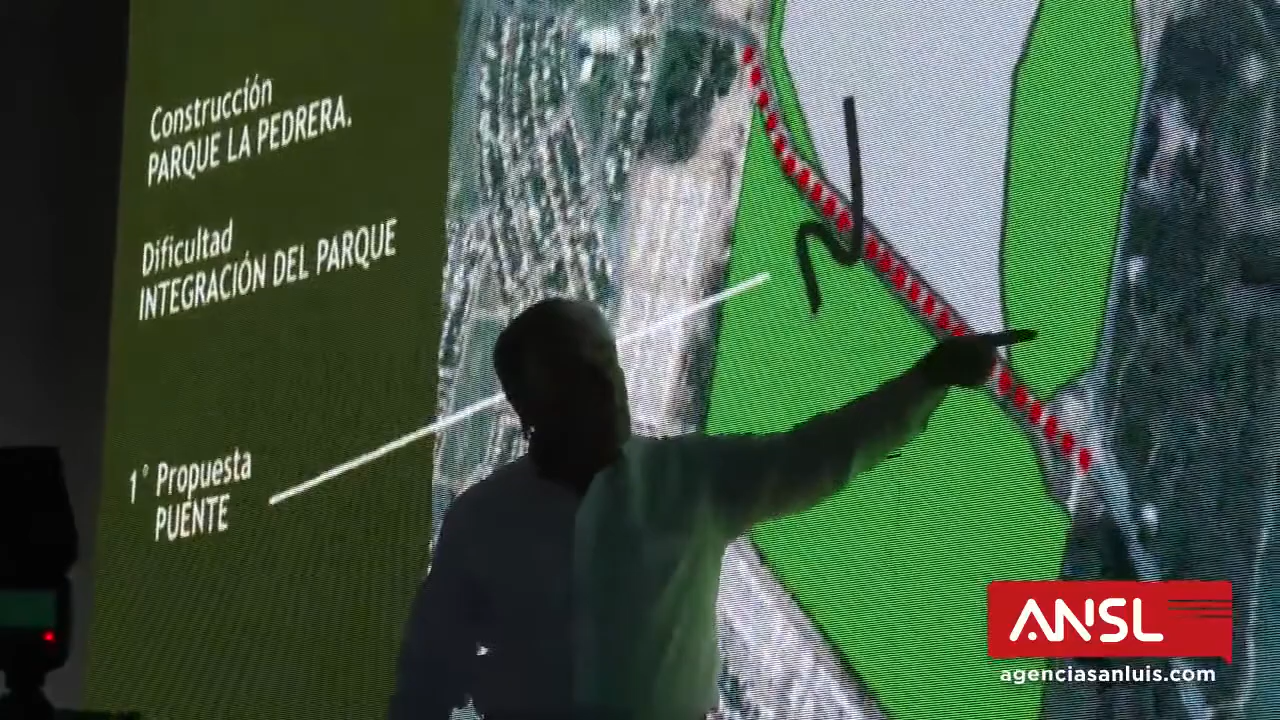 Construcción
PARQUE LA PEDRERA.
Dificultad
INTEGRACIÓN DEL PARQUE
1° Propuesta
PUENTE
ANSL
agenciasanluis.com